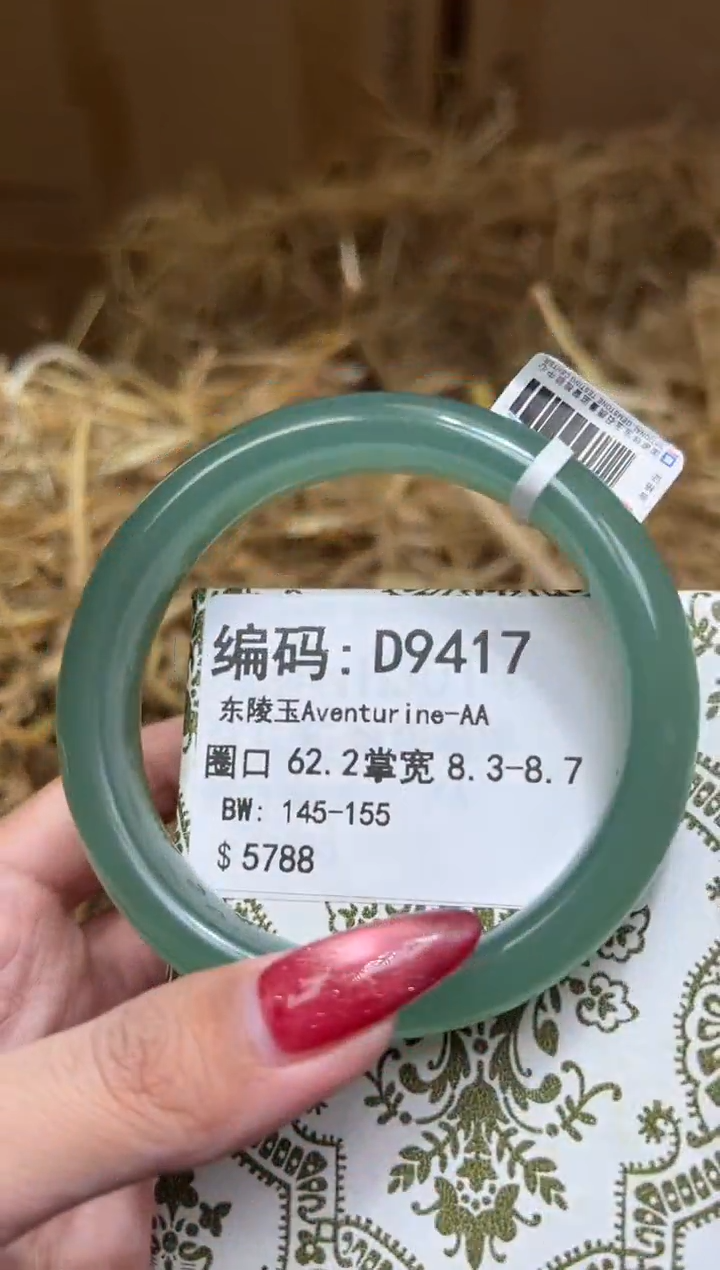 编码: D9417
东陵玉Aventurine-AA
圈口 62.2掌宽 8.3-8.7
BW: 145-155
$ 5788